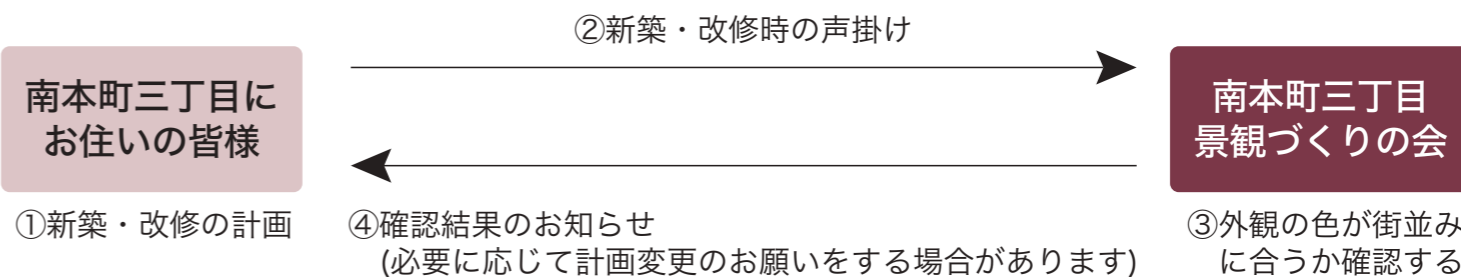 ②新築・改修時の声掛け
南本町三丁目に
お住いの皆様
南本町三丁目
景観づくりの会
①新築・改修の計画
④確認結果のお知らせ
(必要に応じて計画変更のお願いをする場合があります)
③外観の色が街並み
に合うか確認する